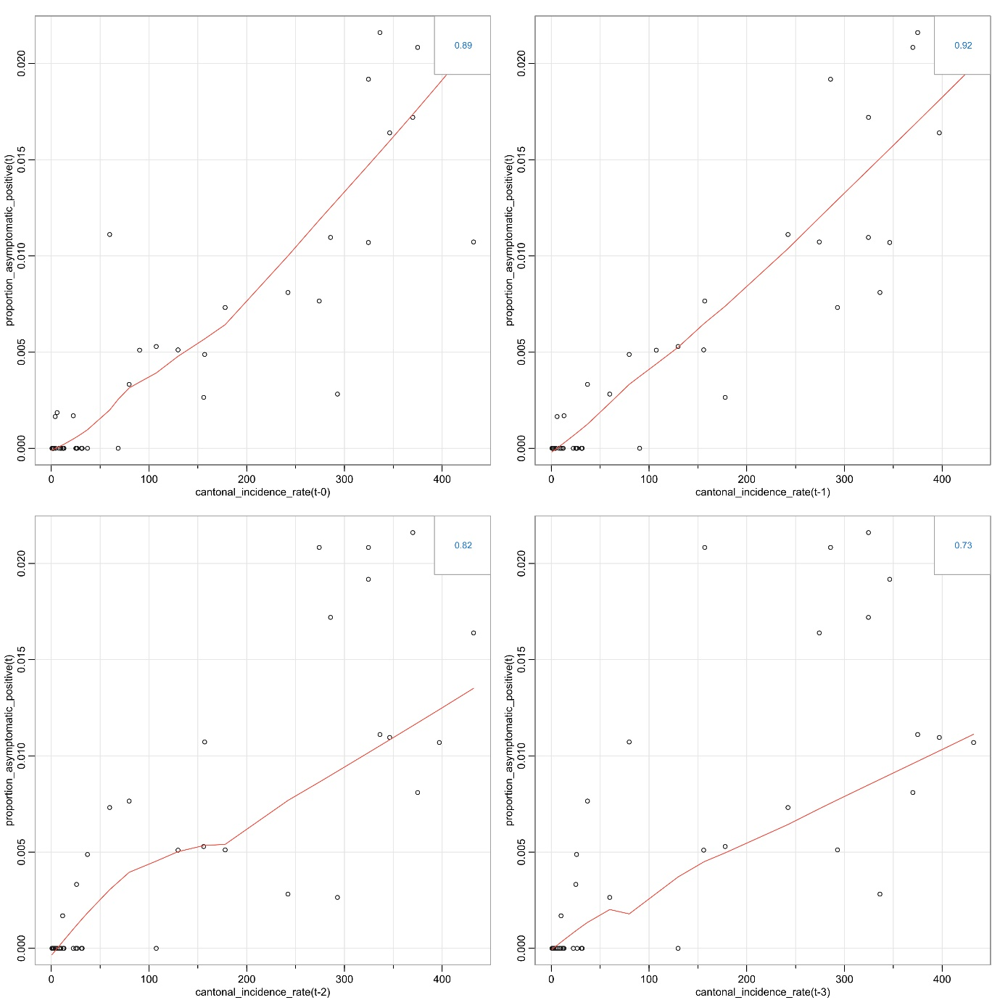 0.89
proportion_asymptomatic_positive(t)
0.020
0.015
0.010
0.005
0.000
0 100 200 300 400
cantonal_incidence_rate(t-0)
0.92
proportion_asymptomatic_positive(t)
0.020
0.015
0.010
0.005
0.000
0 100 200 300 400
cantonal_incidence_rate(t-1)
0.82
proportion_asymptomatic_positive(t)
0.020
0.015
0.010
0.005
0.000
0 100 200 300 400
cantonal_incidence_rate(t-2)
0.73
proportion_asymptomatic_positive(t)
0.020
0.015
0.010
0.005
0.000
0 100 200 300 400
cantonal_incidence_rate(t-3)